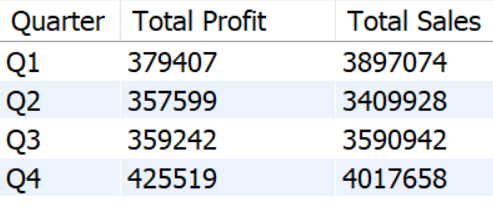 Quarter Total Profit Total Sales
Q1 379407 3897074
Q2 357599 3409928
Q3 359242 3590942
Q4 425519 4017658